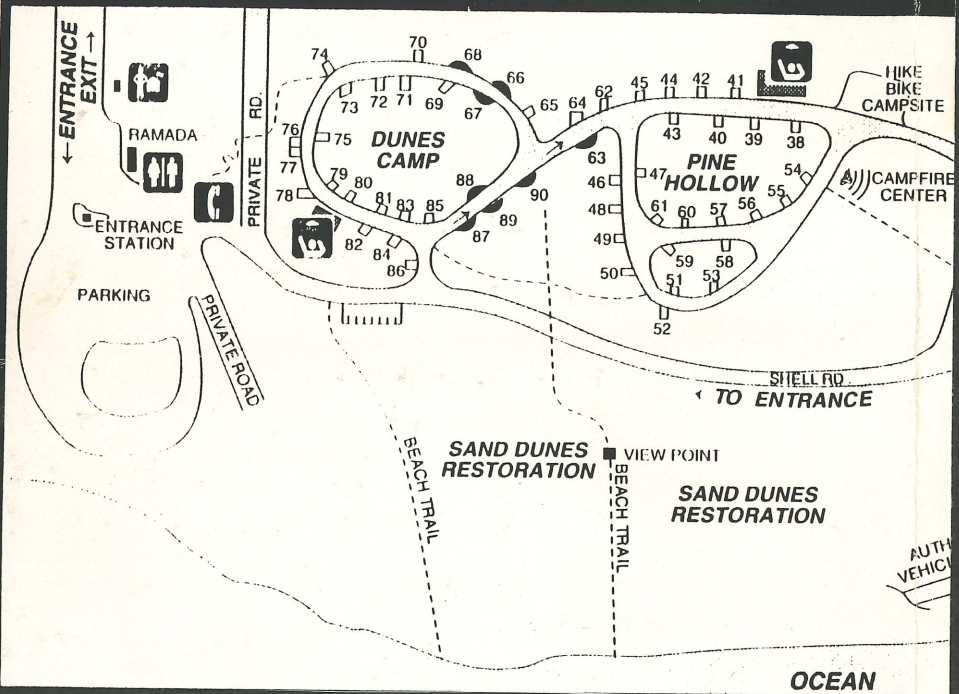 ← ENTRANCE
EXIT →
RAMADA
ENTRANCE
STATION
PARKING
PRIVATE ROAD
PRIVATE RD.
74
70
68
66
73
72
71
69
67
65
64
62
45
44
42
41
76
75
77
DUNES
CAMP
63
43
40
39
38
HIKE
BIKE
CAMPSITE
78
79
80
81
83
85
88
90
89
87
82
84
86
46
47
PINE
HOLLOW
54
55
56
57
60
61
48
49
50
59
58
51
53
52
CAMPFIRE
CENTER
SHELL RD.
TO ENTRANCE
BEACH TRAIL
SAND DUNES
RESTORATION
VIEW POINT
BEACH TRAIL
SAND DUNES
RESTORATION
AUTH
VEHICL
OCEAN